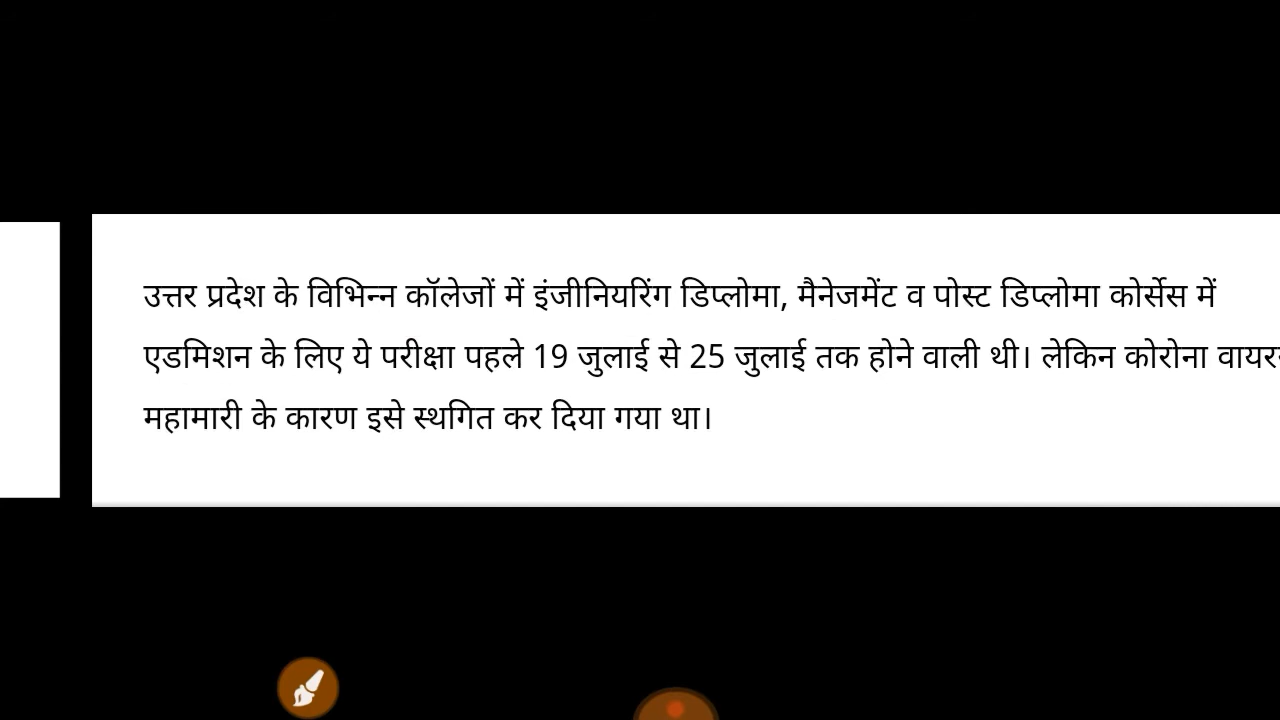 उत्तर प्रदेश के विभिन्न कॉलेजों में इंजीनियरिंग डिप्लोमा, मैनेजमेंट व पोस्ट डिप्लोमा कोर्सेस में
एडमिशन के लिए ये परीक्षा पहले 19 जुलाई से 25 जुलाई तक होने वाली थी। लेकिन कोरोना
महामारी के कारण इसे स्थगित कर दिया गया था।